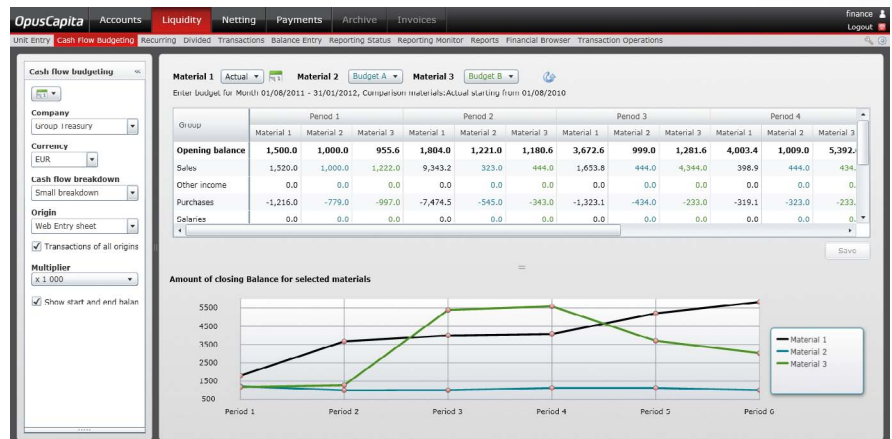 OpusCapita Accounts Liquidity Netting Payments Archive Invoices
finance
Logout
Unit Entry Cash Flow Budgeting Recurring Divided Transactions Balance Entry Reporting Status Reporting Monitor Reports Financial Browser Transaction Operations
Cash flow budgeting «
Company
Group Treasury
Currency
EUR
Cash flow breakdown
Small breakdown
Origin
Web Entry sheet
Transactions of all origins
Multiplier
x 1 000
Show start and end balan
Material 1 Actual Material 2 Budget A Material 3 Budget B
Enter budget for Month 01/08/2011 - 31/01/2012, Comparison materials:Actual starting from 01/08/2010
Group Period 1 Period 2 Period 3 Period 4
Material 1 Material 2 Material 3 Material 1 Material 2 Material 3 Material 1 Material 2 Material 3 Material 1 Material 2 Material 3
Opening balance 1,500.0 1,000.0 955.6 1,804.0 1,221.0 1,180.6 3,672.6 999.0 1,281.6 4,003.4 1,009.0 5,392.
Sales 1,520.0 1,000.0 1,222.0 9,343.2 323.0 444.0 1,653.8 444.0 4,344.0 398.9 444.0 434.
Other income 0.0 0.0 0.0 0.0 0.0 0.0 0.0 0.0 0.0 0.0 0.0 0.
Purchases -1,216.0 -779.0 -997.0 -7,474.5 -545.0 -343.0 -1,323.1 -434.0 -233.0 -319.1 -323.0 -233.
Salaries 0.0 0.0 0.0 0.0 0.0 0.0 0.0 0.0 0.0 0.0 0.0 0.
Save
Amount of closing Balance for selected materials
5500
4500
3500
2500
1500
500
Period 1 Period 2 Period 3 Period 4 Period 5 Period 6
Material 1
Material 2
Material 3